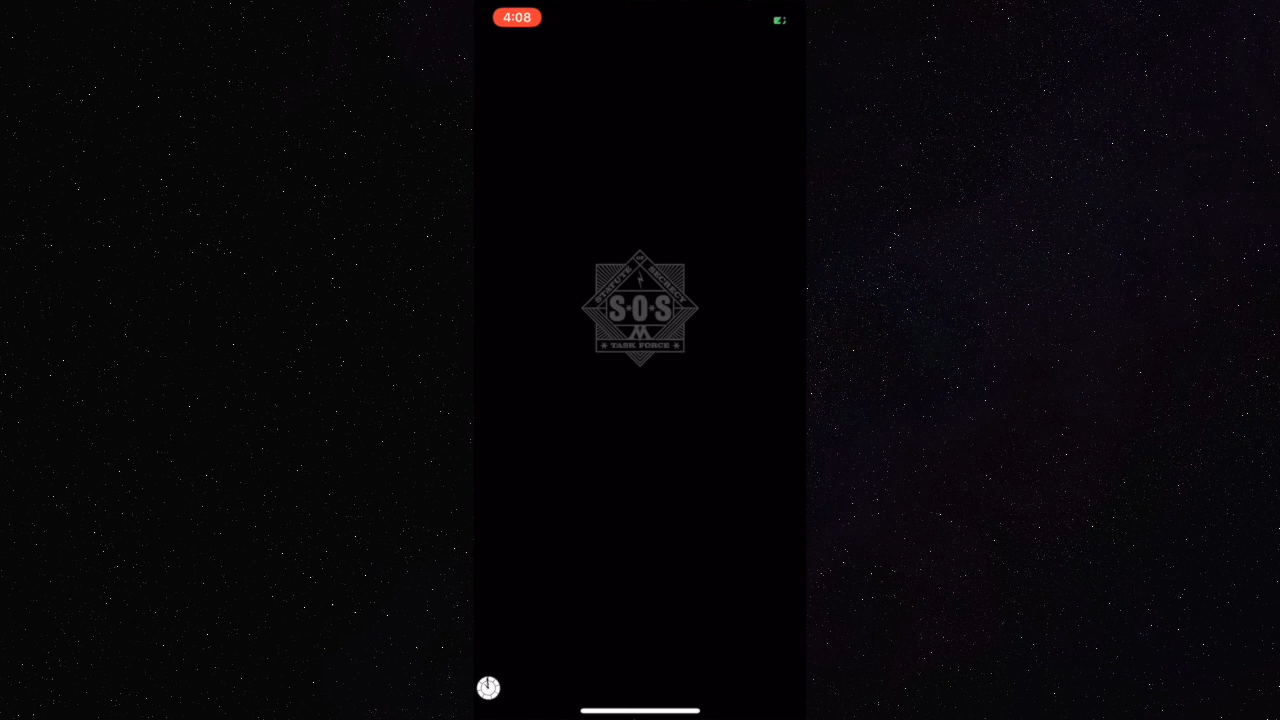 4:08
OF
STATUTE SECRECY
S·O·S
TASK FORCE